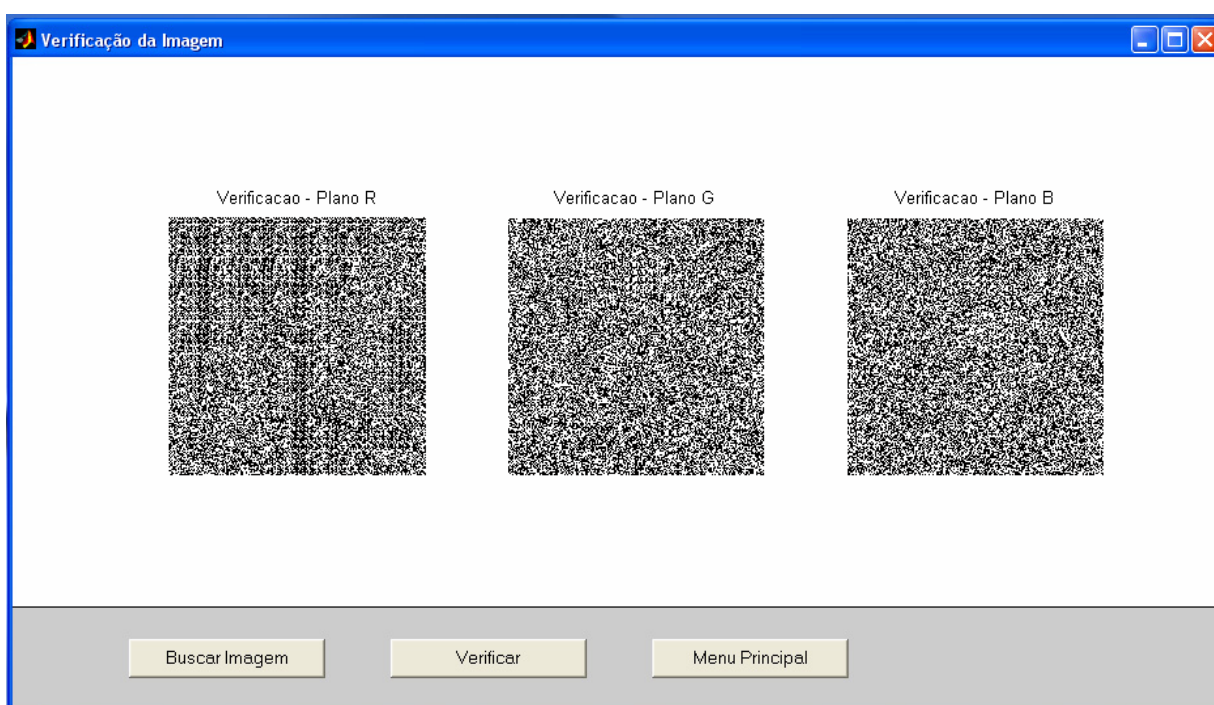 Verificação da Imagem
Verificacao - Plano R
Verificacao - Plano G
Verificacao - Plano B
Buscar Imagem
Verificar
Menu Principal